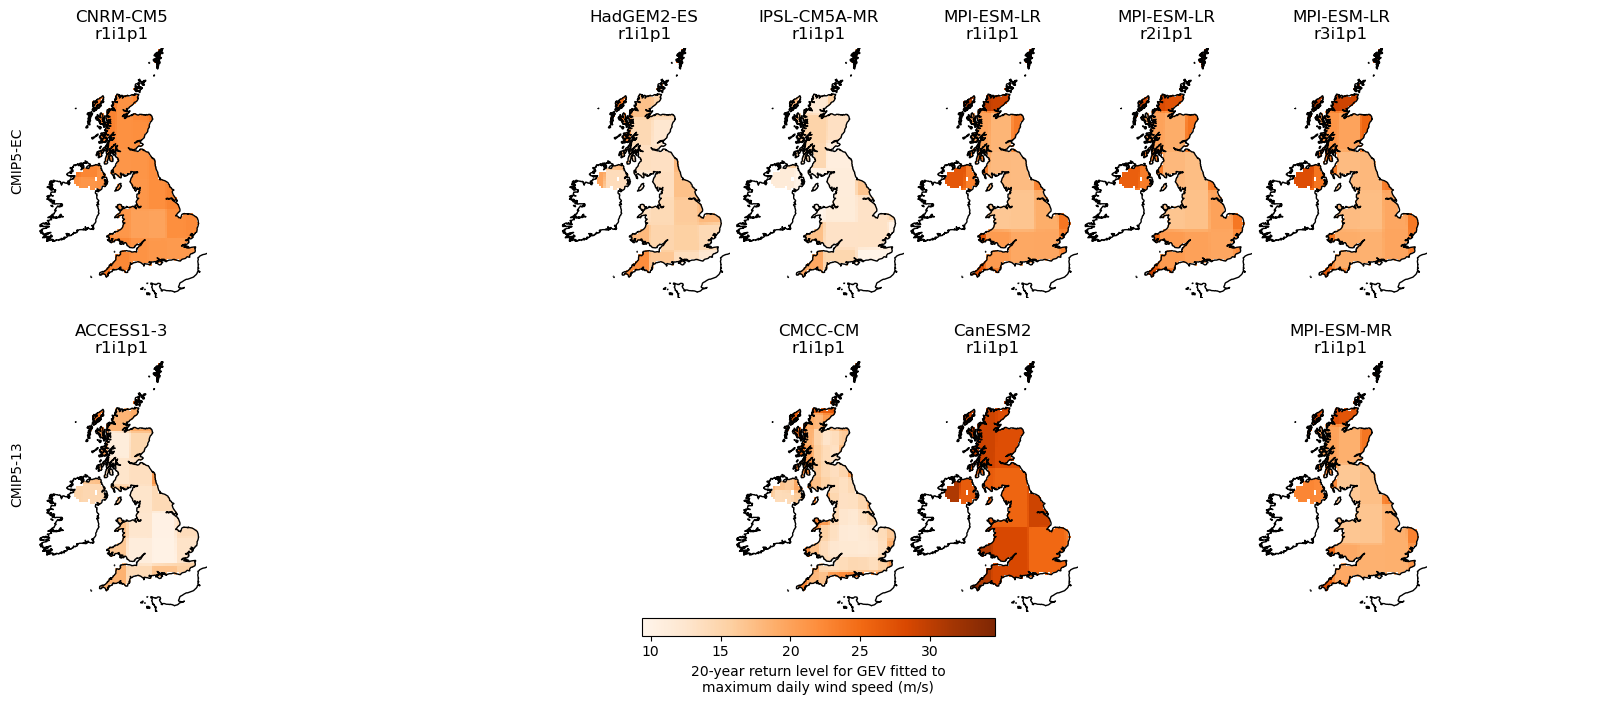 CNRM-CM5
r1i1p1
HadGEM2-ES
r1i1p1
IPSL-CM5A-MR
r1i1p1
MPI-ESM-LR
r1i1p1
MPI-ESM-LR
r2i1p1
MPI-ESM-LR
r3i1p1
CMIP5-EC
ACCESS1-3
r1i1p1
CMCC-CM
r1i1p1
CanESM2
r1i1p1
MPI-ESM-MR
r1i1p1
CMIP5-13
10 15 20 25 30
20-year return level for GEV fitted to
maximum daily wind speed (m/s)